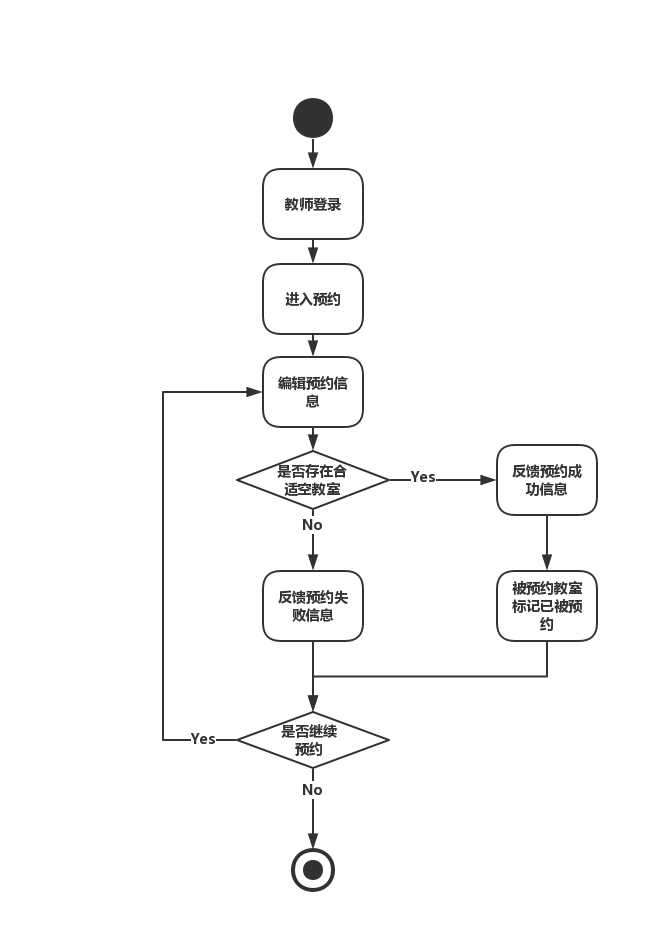 教师登录
进入预约
编辑预约信
息
是否存在合
适空教室
Yes
反馈预约成
功信息
No
反馈预约失
败信息
被预约教室
标记已被预
约
是否继续
预约
Yes
No